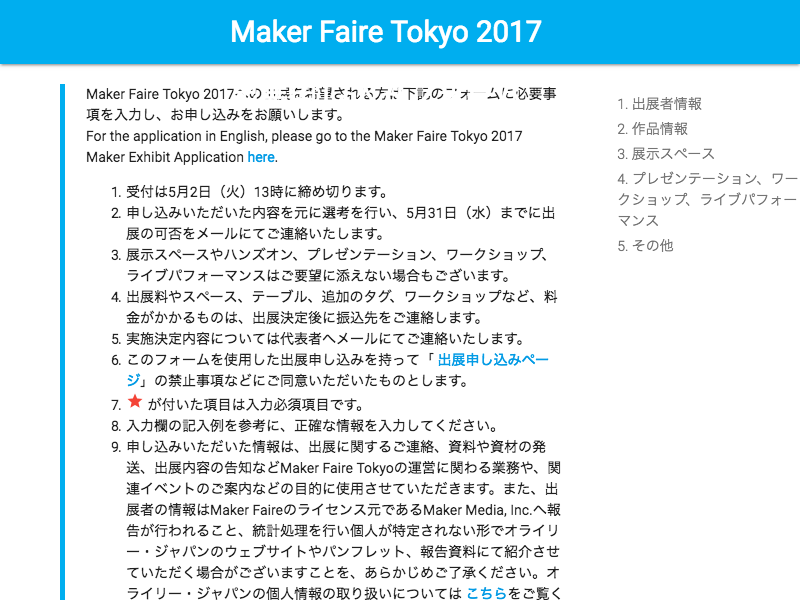 Maker Faire Tokyo 2017
Maker Faire Tokyo 2017への出展を希望される方は下記のフォームに必要事
項を入力し、お申し込みをお願いします。
For the application in English, please go to the Maker Faire Tokyo 2017
Maker Exhibit Application here.
1. 受付は5月2日（火）13時に締め切ります。
2. 申し込みいただいた内容を元に選考を行い、5月31日（水）までに出
展の可否をメールにてご連絡いたします。
3. 展示スペースやハンズオン、プレゼンテーション、ワークショップ、
ライブパフォーマンスはご要望に添えない場合もございます。
4. 出展料やスペース、テーブル、追加のタグ、ワークショップなど、料
金がかかるものは、出展決定後に振込先をご連絡します。
5. 実施決定内容については代表者へメールにてご連絡いたします。
6. このフォームを使用した出展申し込みを持って「 出展申し込みペー
ジ」の禁止事項などにご同意いただいたものとします。
7. ★ が付いた項目は入力必須項目です。
8. 入力欄の記入例を参考に、正確な情報を入力してください。
9. 申し込みいただいた情報は、出展に関するご連絡、資料や資材の発
送、出展内容の告知などMaker Faire Tokyoの運営に関わる業務や、関
連イベントのご案内などの目的に使用させていただきます。また、出
展者の情報はMaker Faireのライセンス元であるMaker Media, Inc.へ報
告が行われること、統計処理を行い個人が特定されない形でオライリ
ー・ジャパンのウェブサイトやパンフレット、報告資料にて紹介させ
ていただく場合がございますことを、あらかじめご了承ください。オ
ライリー・ジャパンの個人情報の取り扱いについては こちらをご覧く
1. 出展者情報
2. 作品情報
3. 展示スペース
4. プレゼンテーション、ワー
クショップ、ライブパフォー
マンス
5. その他